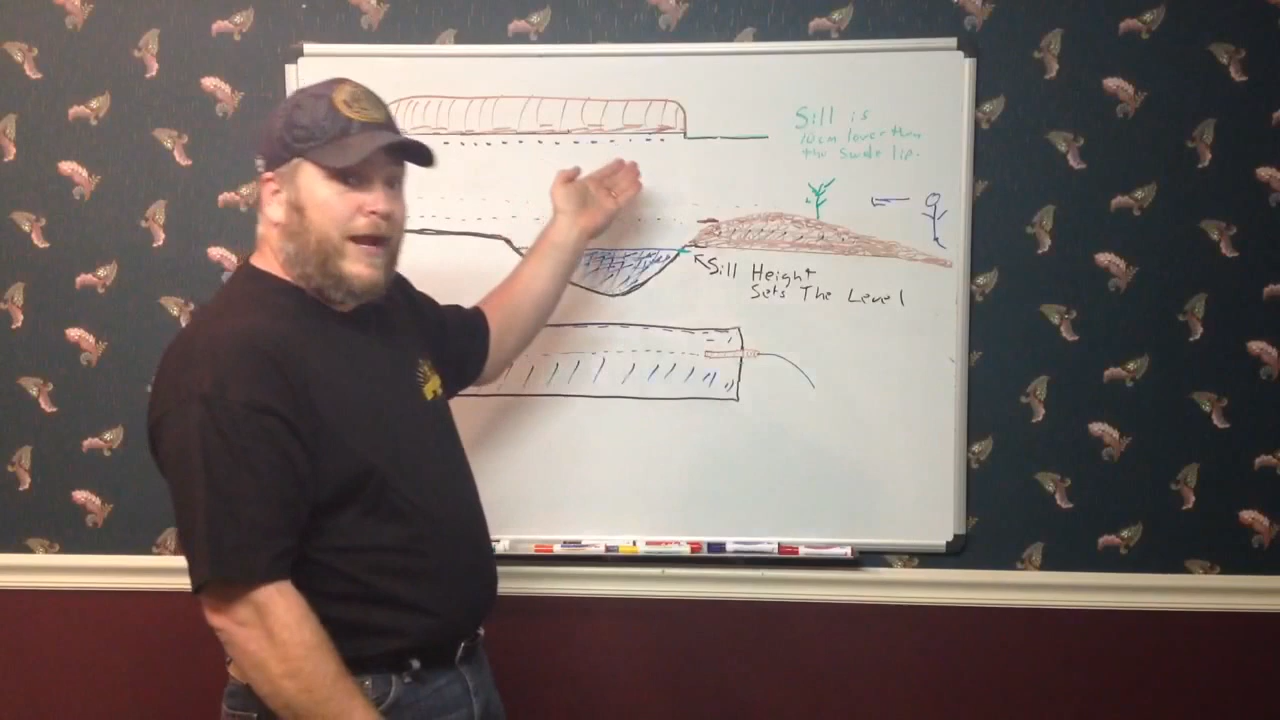 Sill is
10cm lower than
the Swale lip.
Sill Height
Sets The Level